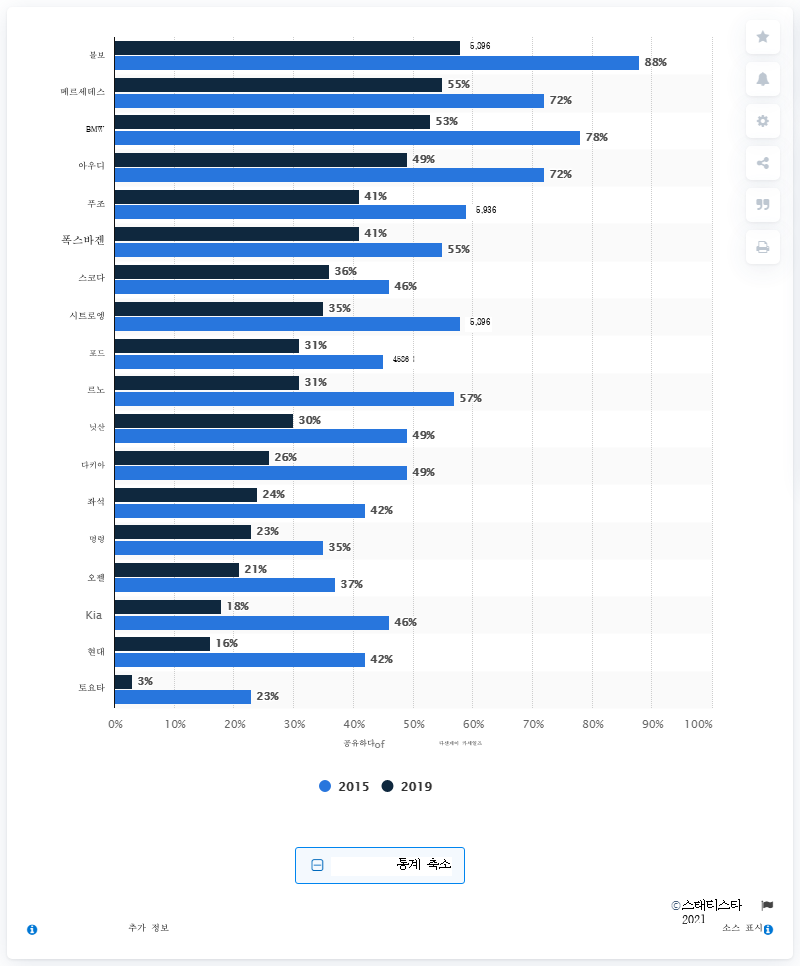 볼보
5,896
88%
메르세데스
55%
72%
BMW
53%
78%
아우디
49%
72%
푸조
41%
5,936
폭스바겐
41%
55%
스코다
36%
46%
시트로엥
35%
5,896
포드
31%
르노
31%
57%
닛산
30%
49%
다키아
26%
49%
좌석
24%
42%
23%
35%
오펠
21%
37%
Kia
18%
46%
현대
16%
42%
토요타
3%
23%
0% 10% 20% 30% 40% 50% 60% 70% 80% 90% 100%
공유하다of
2015 2019
통계 축소
©스태티스타
2021
추가 정보
소스 표시